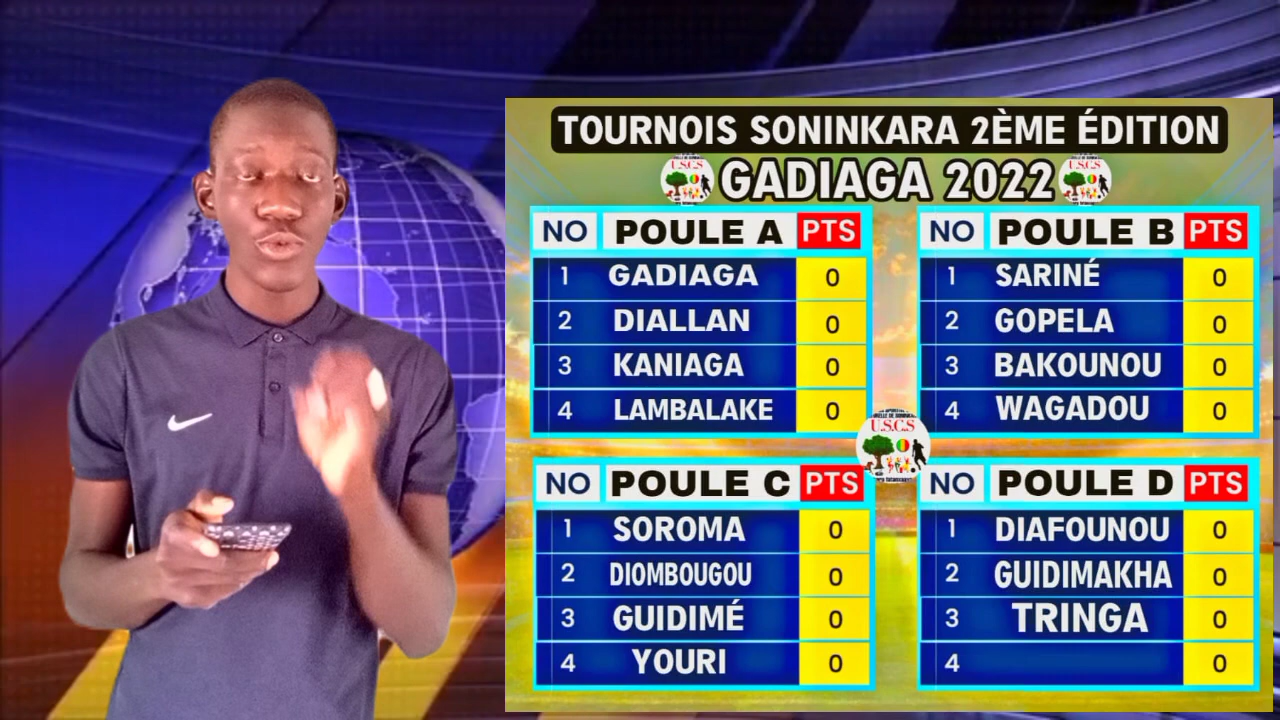 TOURNOIS SONINKARA 2ÈME ÉDITION
GADIAGA 2022
U.S.C.S
U.S.C.S
NO POULE A PTS
1 GADIAGA 0
2 DIALLAN 0
3 KANIAGA 0
4 LAMBALAKE 0
NO POULE B PTS
1 SARINÉ 0
2 GOPELA 0
3 BAKOUNOU 0
4 WAGADOU 0
U.S.C.S
NO POULE C PTS
1 SOROMA 0
2 DIOMBOUGOU 0
3 GUIDIMÉ 0
4 YOURI 0
NO POULE D PTS
1 DIAFOUNOU 0
2 GUIDIMAKHA 0
3 TRINGA 0
4 0